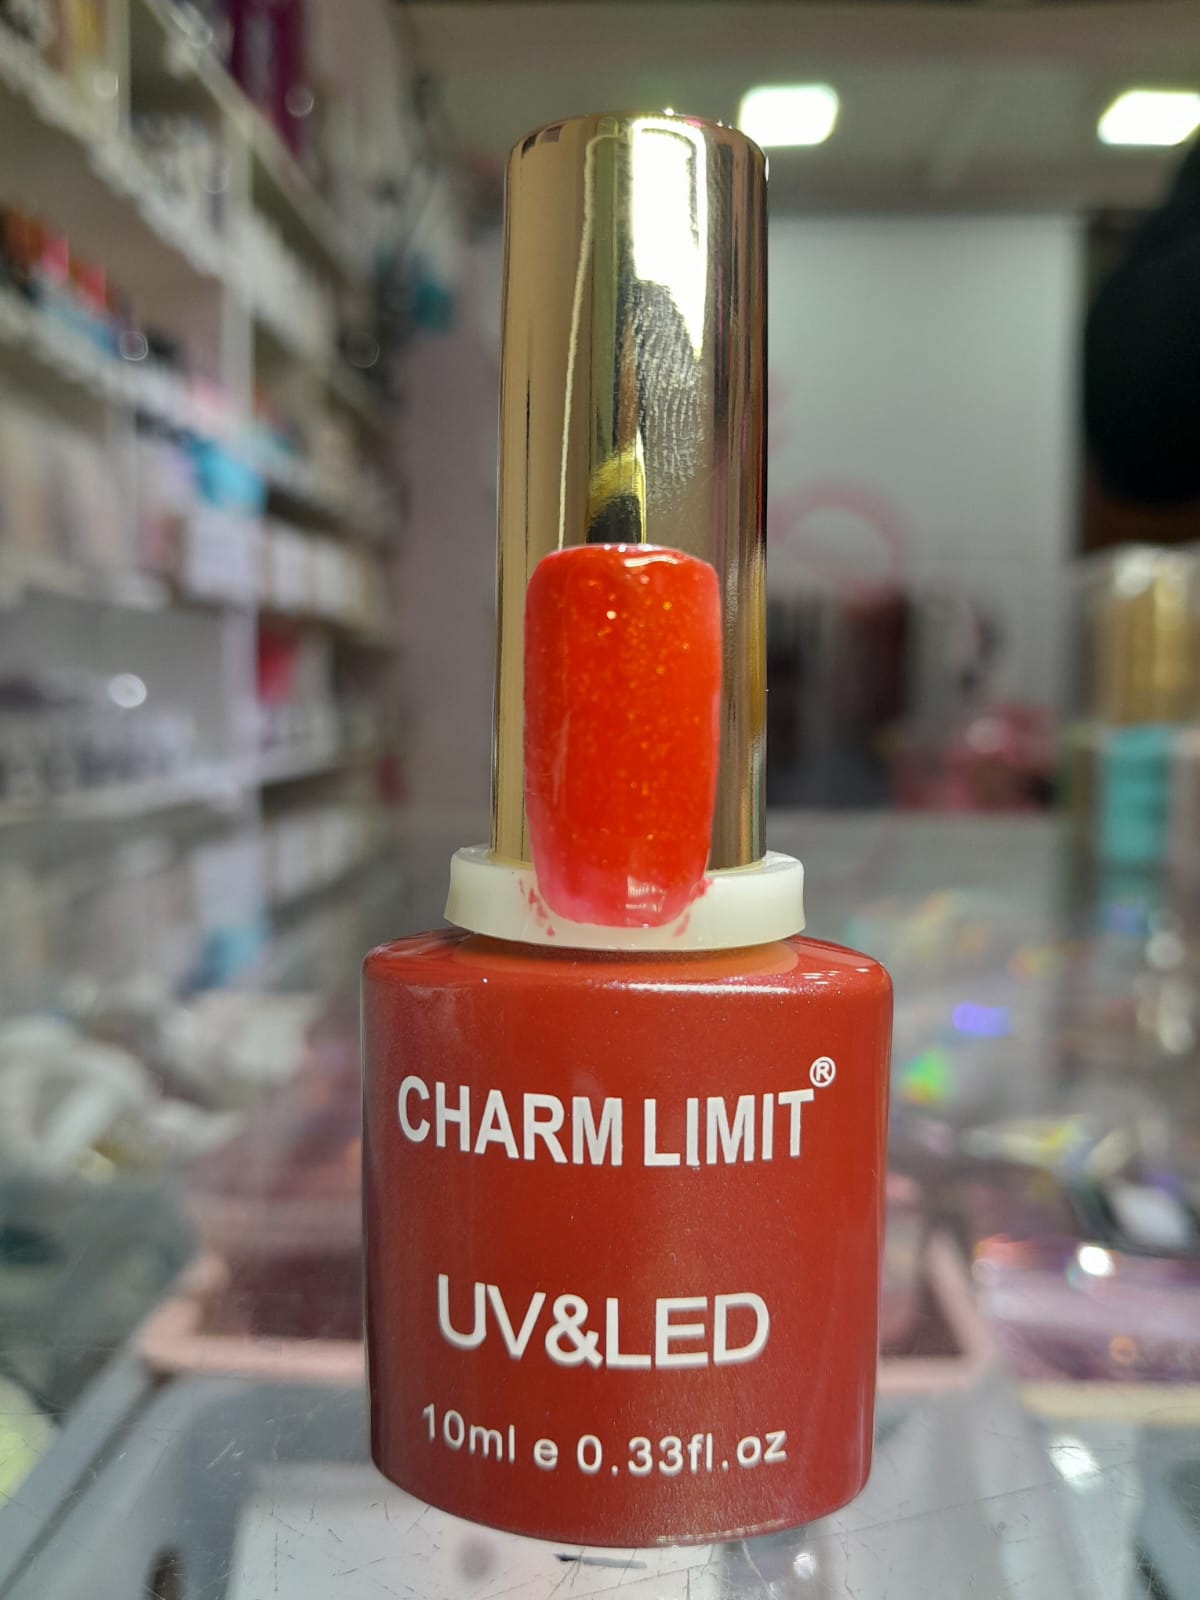 CHARM LIMIT®
UV&LED
10ml e 0.33fl.oz